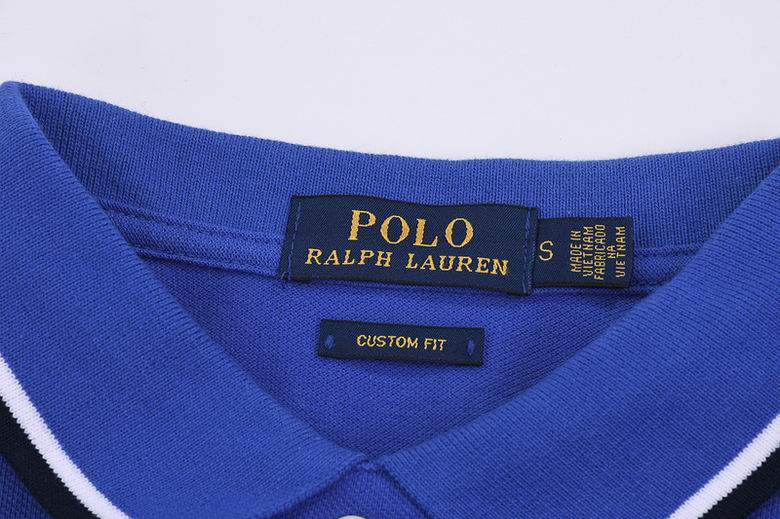 POLO
RALPH LAUREN
S
MADE IN
VIETNAM
FABRICADO
NA
VIETNAM
CUSTOM FIT